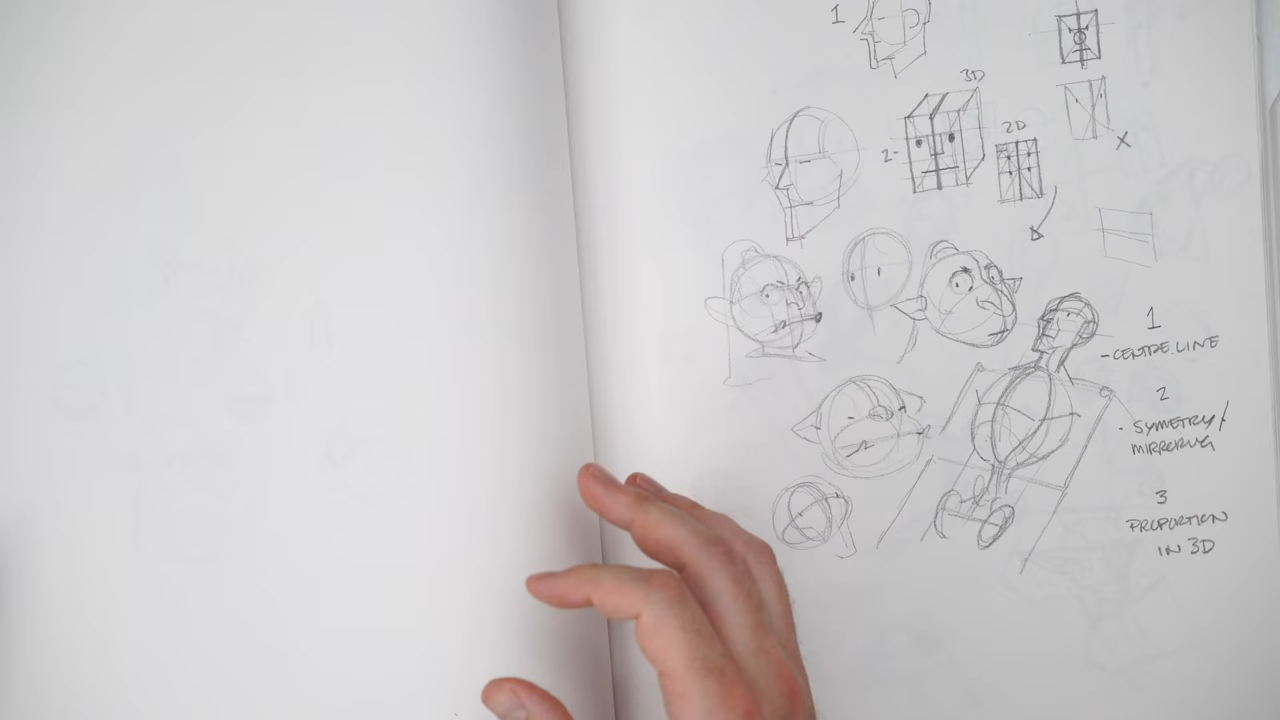 1
3D
2-
2D
X
1
-CENTRE LINE
2
- SYMETRY/
MIRRORING
3
PROPORTION
IN 3D